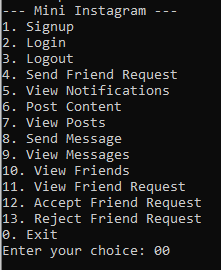 --- Mini Instagram ---
1. Signup
2. Login
3. Logout
4. Send Friend Request
5. View Notifications
6. Post Content
7. View Posts
8. Send Message
9. View Messages
10. View Friends
11. View Friend Request
12. Accept Friend Request
13. Reject Friend Request
0. Exit
Enter your choice: 00